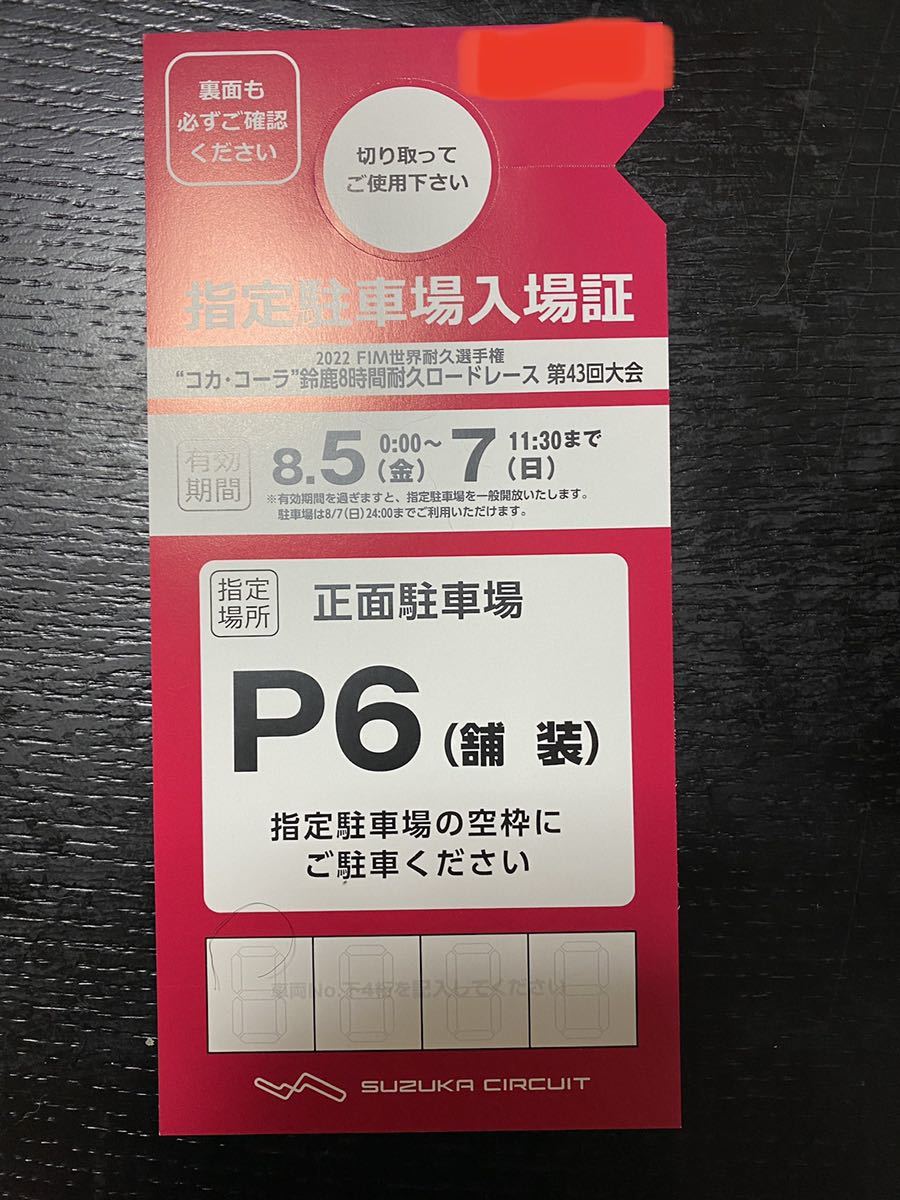 裏面も
必ずご確認
ください
切り取って
ご使用下さい
指定駐車場入場証
2022 FIM世界耐久選手権
“コカ・コーラ”鈴鹿8時間耐久ロードレース 第43回大会
有効
期間
8.5(金) 0:00〜7(日) 11:30まで
※有効期間を過ぎますと、指定駐車場を一般開放いたします。
駐車場は8/7(日)24:00までご利用いただけます。
指定
場所
正面駐車場
P6(舗 装)
指定駐車場の空枠に
ご駐車ください
車両No.下4桁を記入してください
SUZUKA CIRCUIT